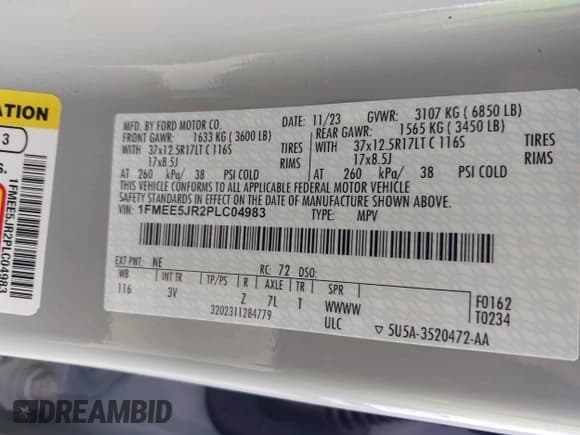 ATION
3
S.
1FMEE5JR2PLC04983
MFD. BY FORD MOTOR CO.
DATE: 11/23 GVWR: 3107 KG ( 6850 LB)
FRONT GAWR: 1633 KG ( 3600 LB)
REAR GAWR: 1565 KG ( 3450 LB)
WITH 37x12.5R17LT C 116S TIRES
WITH 37x12.5R17LT C 116S TIRES
17x8.5J RIMS
17x8.5J RIMS
AT 260 kPa/ 38 PSI COLD
AT 260 kPa/ 38 PSI COLD
THIS VEHICLE CONFORMS TO ALL APPLICABLE FEDERAL MOTOR VEHICLE
SAFETY STANDARDS IN EFFECT ON THE DATE OF MANUFACTURE SHOWN ABOVE.
VIN: 1FMEE5JR2PLC04983 TYPE: MPV
EXT PNT: NE RC: 72 DSO:
WB INT TR TP/PS R AXLE TR SPR
116 3V Z 7L T WWWW
ULC
F0162
T0234
3202311284779
▽ 5U5A-3520472-AA
DREAMBID